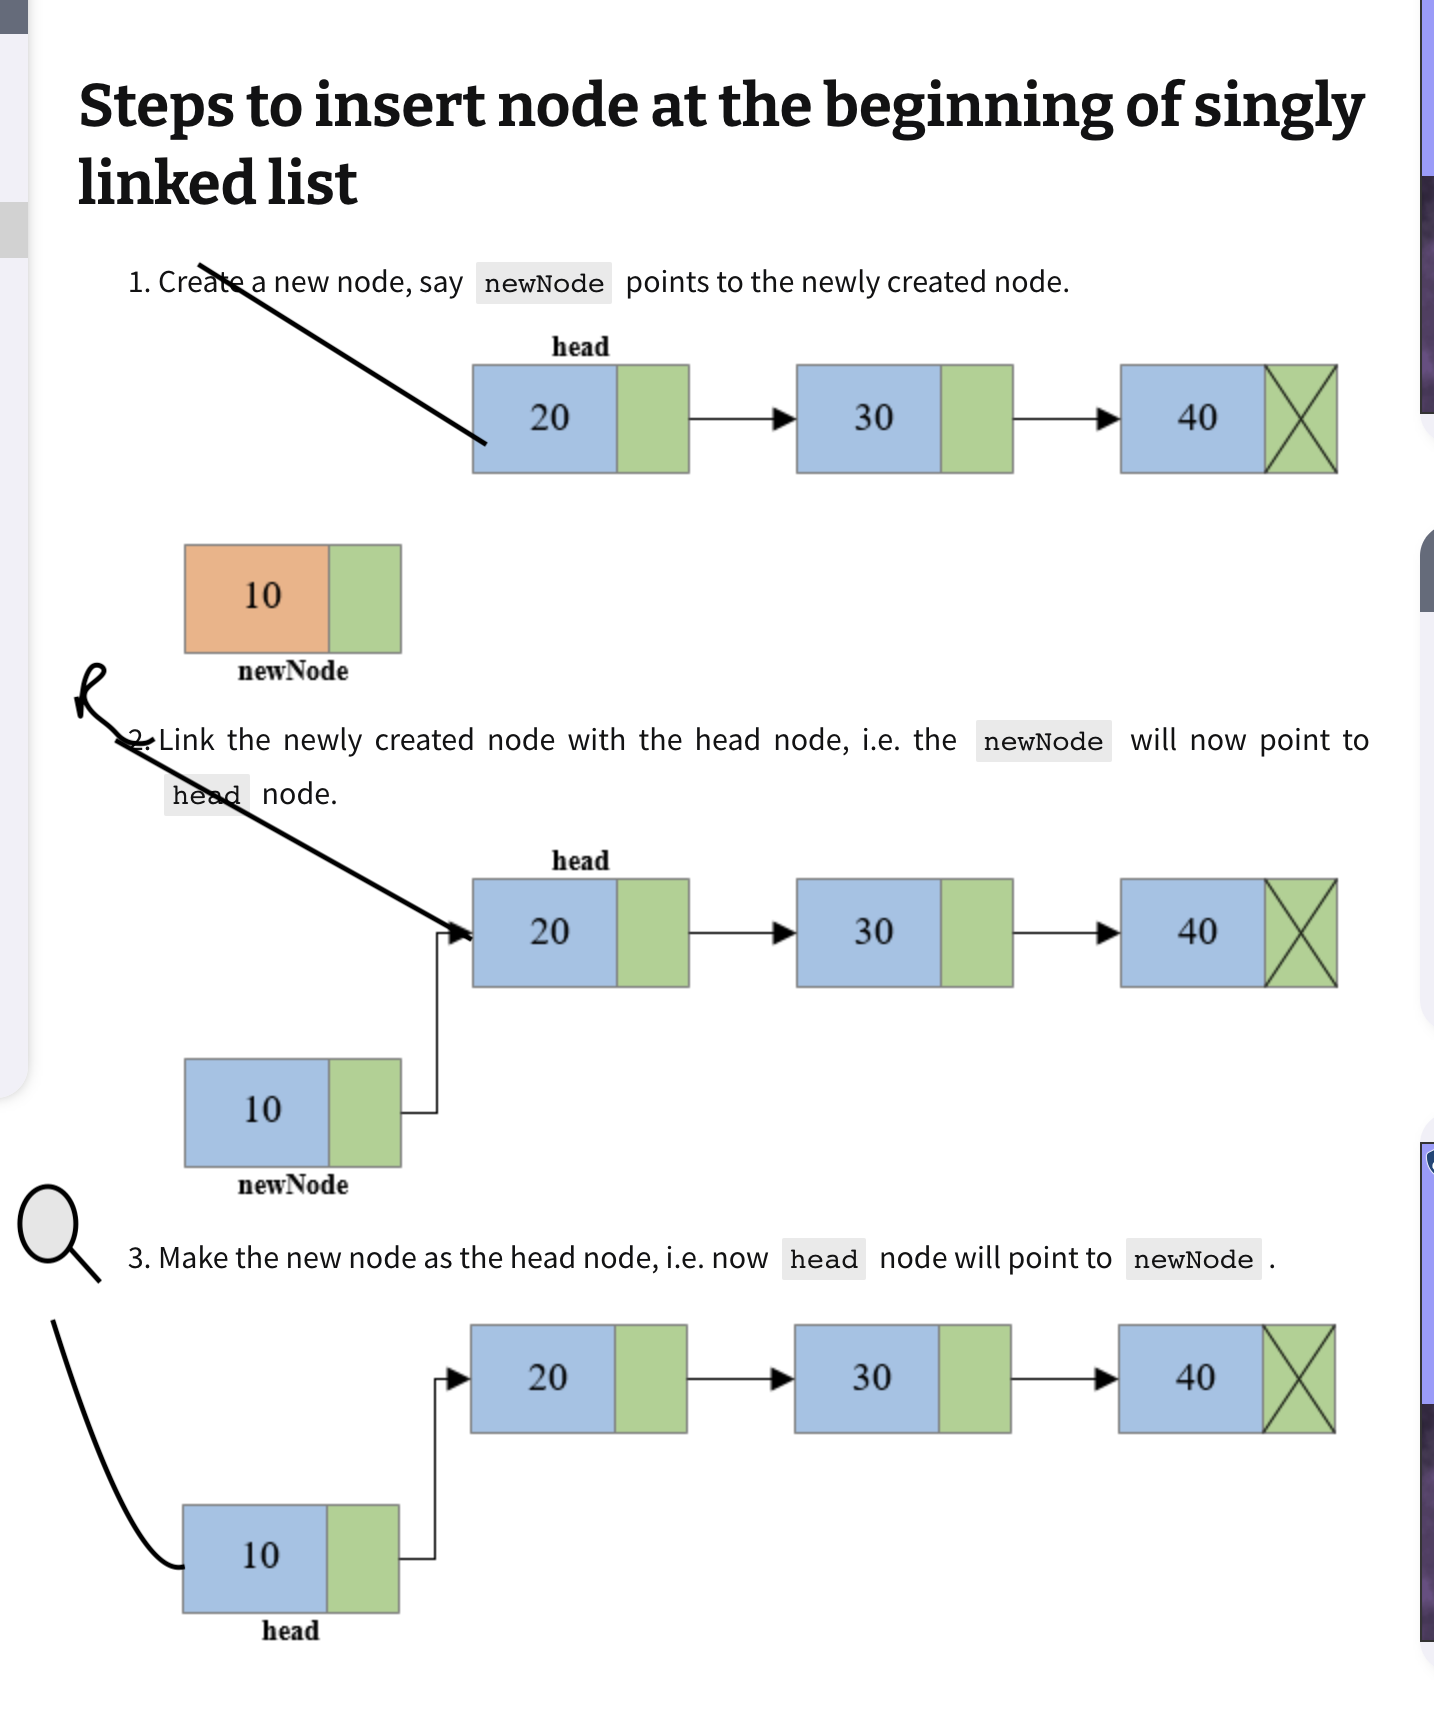 Steps to insert node at the beginning of singly
linked list
1. Create a new node, say newNode points to the newly created node.
head
20 30 40
10
newNode
2. Link the newly created node with the head node, i.e. the newNode will now point to
head node.
head
20 30 40
10
newNode
3. Make the new node as the head node, i.e. now head node will point to newNode .
20 30 40
10
head